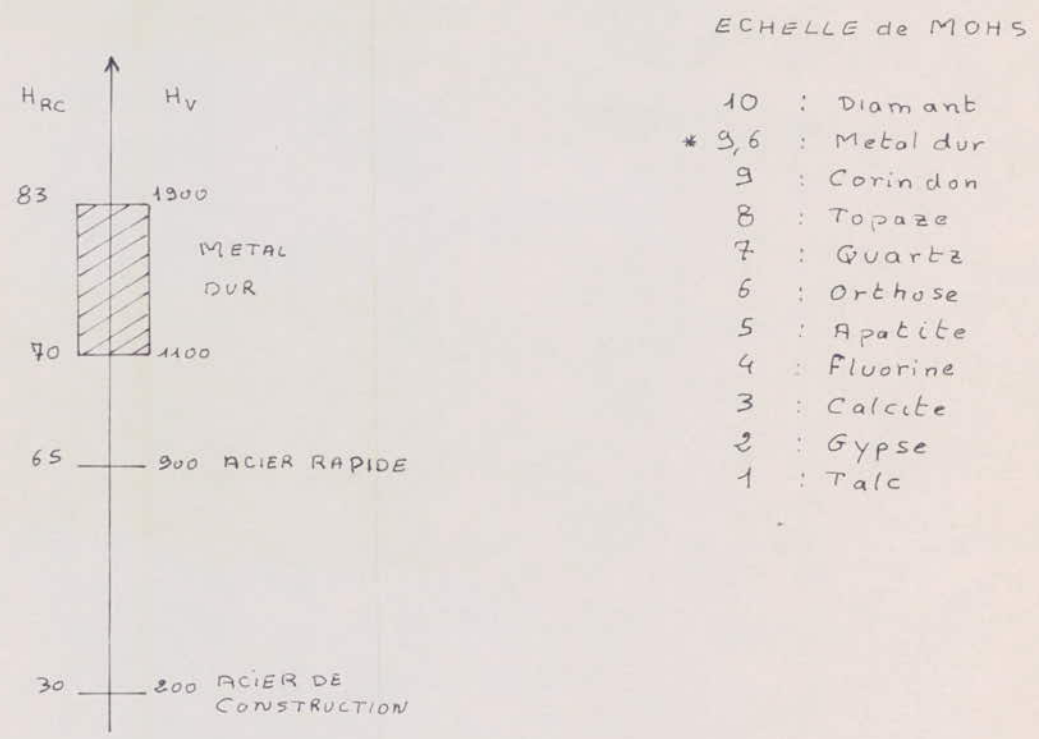 ECHELLE de MOHS
HRC HV
83 1900
METAL
DUR
70 1100
65 900 ACIER RAPIDE
30 200 ACIER DE
CONSTRUCTION
10 : Diamant
* 9,6 : Metal dur
9 : Corindon
8 : Topaze
7 : Quartz
6 : Orthose
5 : Apatite
4 : Fluorine
3 : Calcite
2 : Gypse
1 : Talc